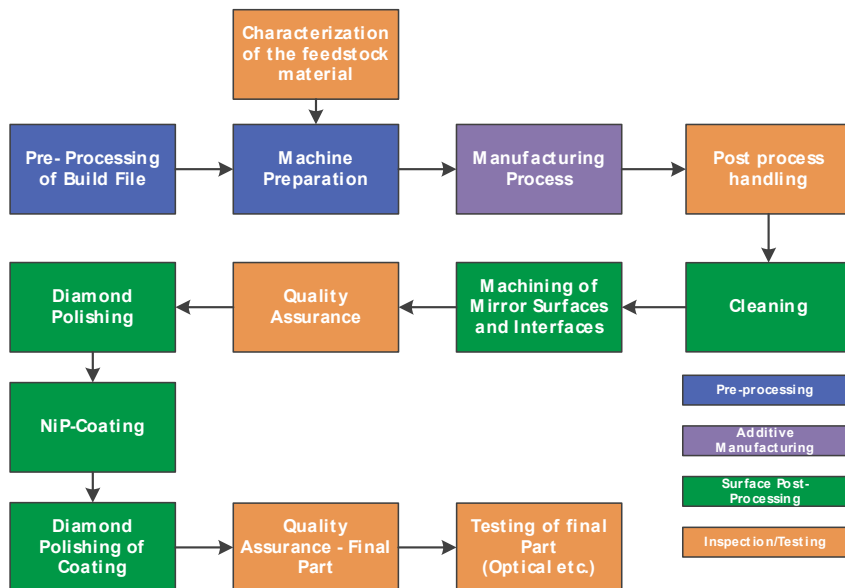 Characterization
of the feedstock
material
Pre- Processing
of Build File
Machine
Preparation
Manufacturing
Process
Post process
handling
Diamond
Polishing
Quality
Assurance
Machining of
Mirror Surfaces
and Interfaces
Cleaning
NiP-Coating
Diamond
Polishing of
Coating
Quality
Assurance - Final
Part
Testing of final
Part
(Optical etc.)
Pre-processing
Additive
Manufacturing
Surface Post-
Processing
Inspection/Testing